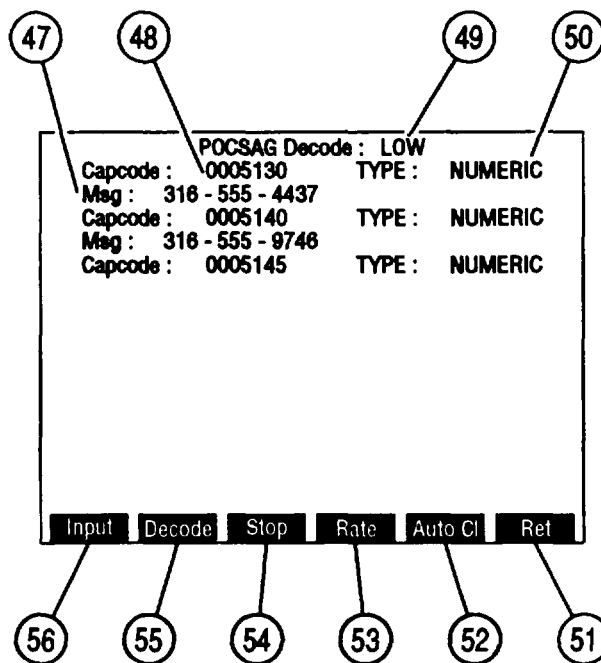 47 48 49 50
POCSAG Decode : LOW
Capcode : 0005130 TYPE : NUMERIC
Msg : 316 - 555 - 4437
Capcode : 0005140 TYPE : NUMERIC
Msg : 316 - 555 - 9746
Capcode : 0005145 TYPE : NUMERIC
Input Decode Stop Rate Auto Cl Ret
56 55 54 53 52 51